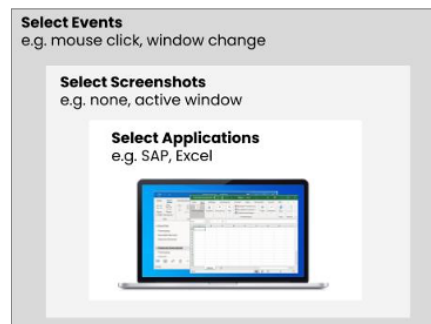 Select Events
e.g. mouse click, window change
Select Screenshots
e.g. none, active window
Select Applications
e.g. SAP, Excel